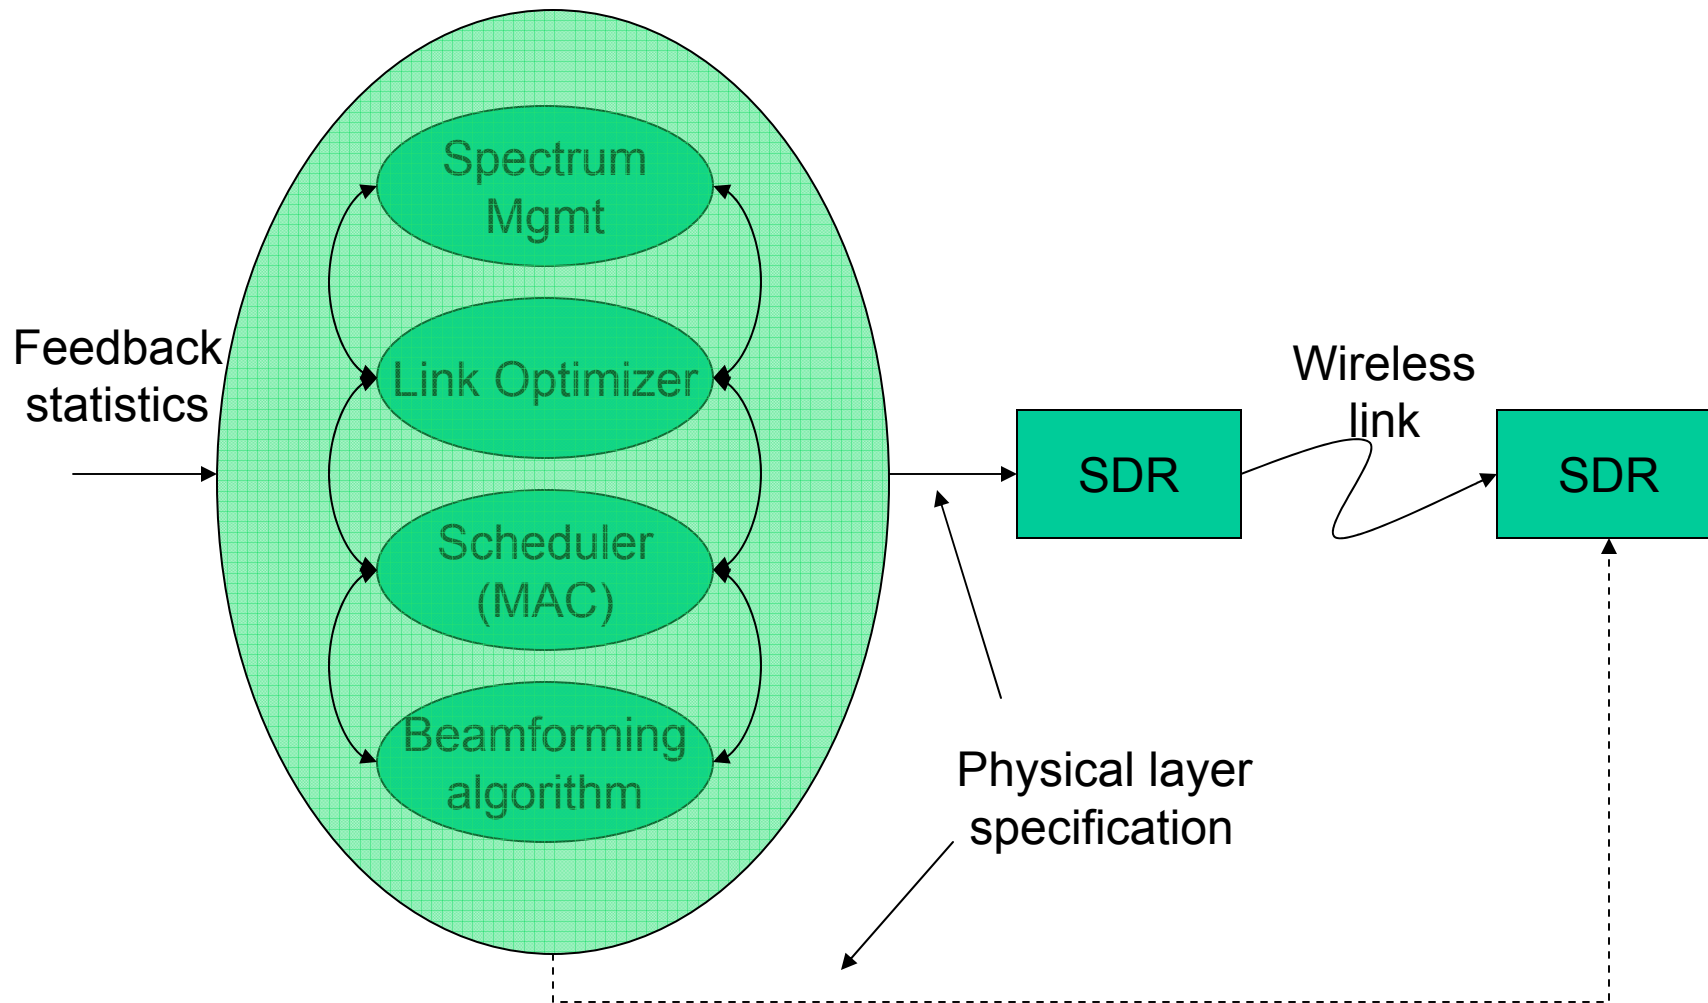 Spectrum
Mgmt
Feedback
statistics
Link Optimizer
Wireless
link
SDR
SDR
Scheduler
(MAC)
Beamforming
algorithm
Physical layer
specification